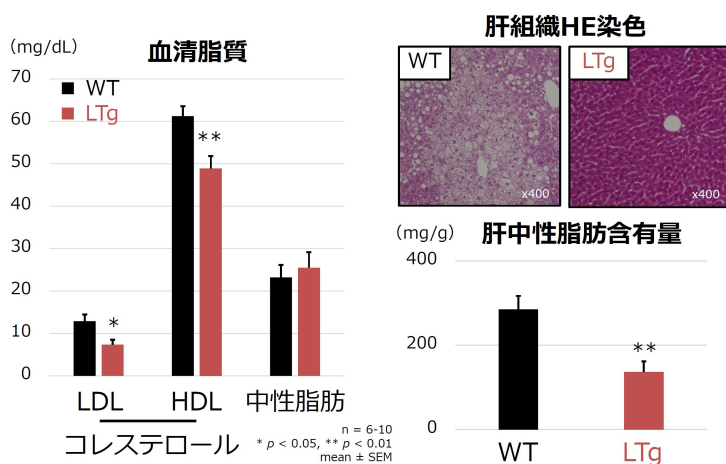 血清脂質
(mg/dL)
70
60
50
40
30
20
10
0
WT
LTg
*
**
LDL
HDL
中性脂肪
コレステロール
n = 6-10
* p < 0.05, ** p < 0.01
mean ± SEM
肝組織HE染色
WT
x400
LTg
x400
肝中性脂肪含有量
(mg/g)
400
200
0
**
WT
LTg